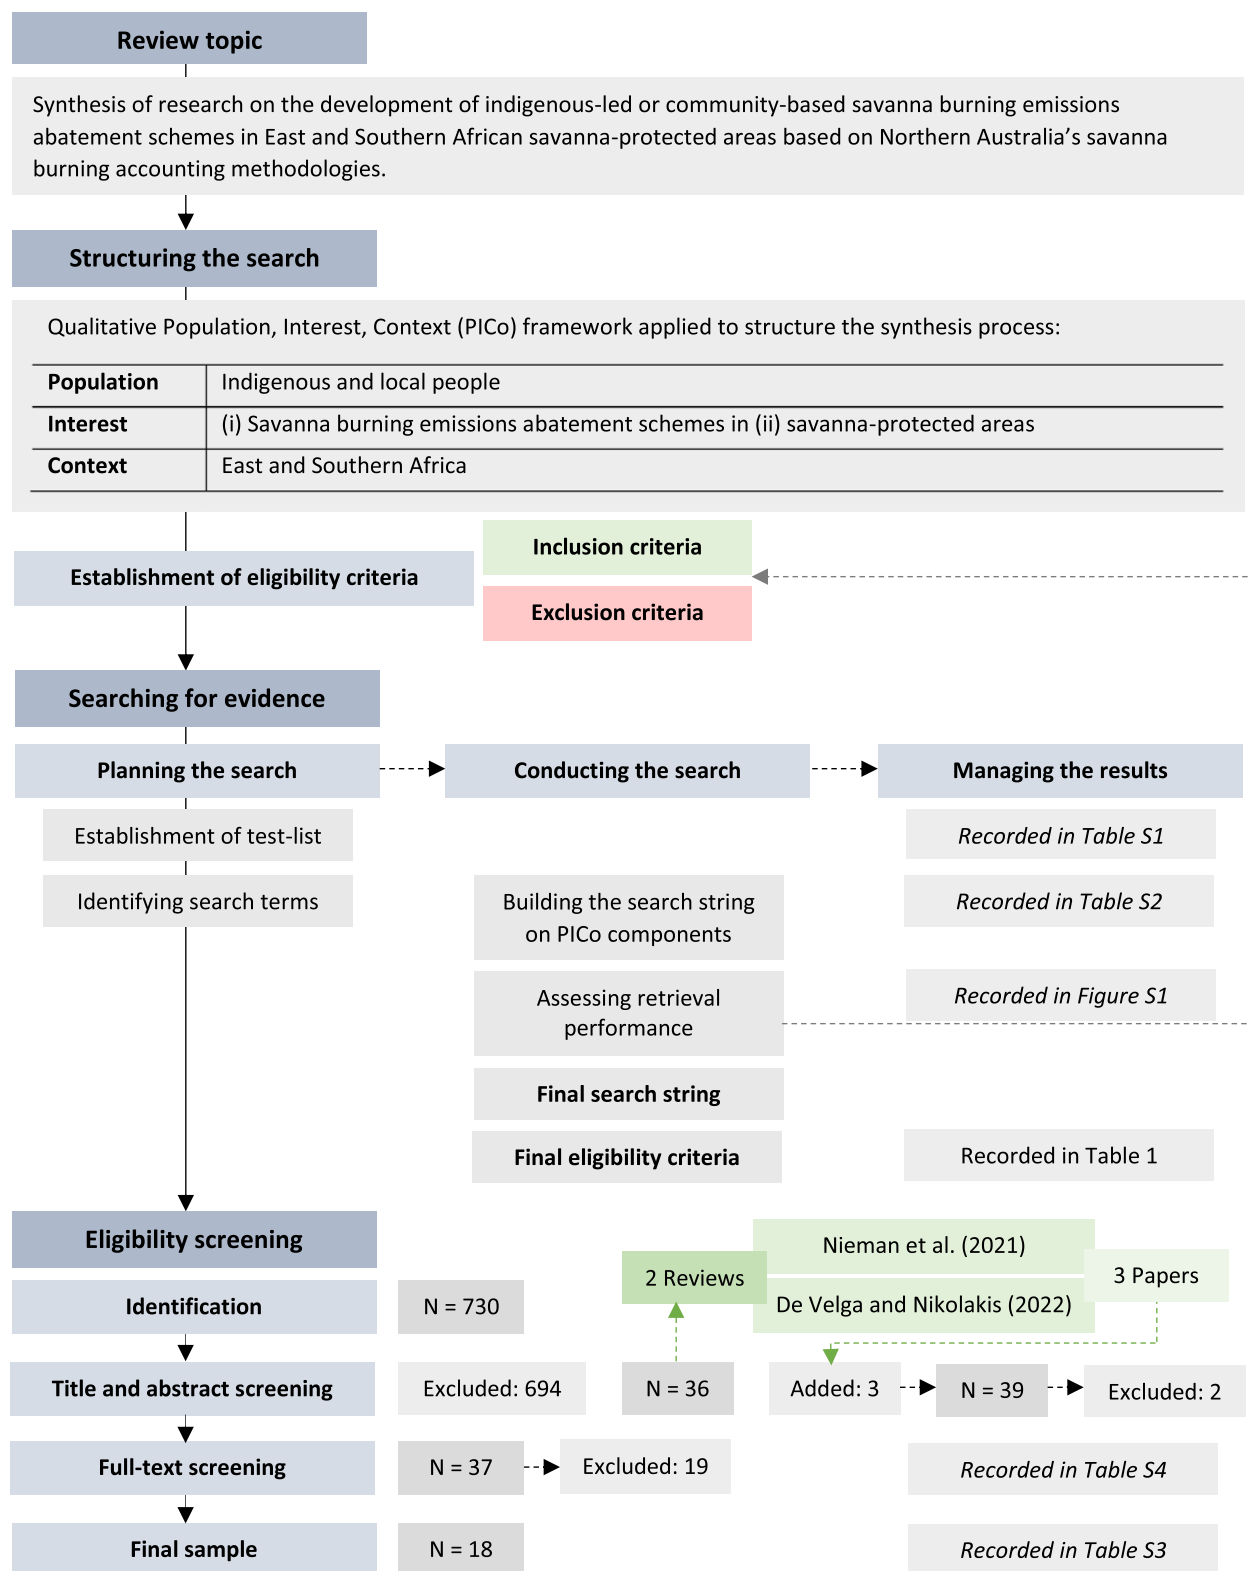 Review topic
Synthesis of research on the development of indigenous-led or community-based savanna burning emissions
abatement schemes in East and Southern African savanna-protected areas based on Northern Australia’s savanna
burning accounting methodologies.
Structuring the search
Qualitative Population, Interest, Context (PICo) framework applied to structure the synthesis process:
Population Indigenous and local people
Interest (i) Savanna burning emissions abatement schemes in (ii) savanna-protected areas
Context East and Southern Africa
Inclusion criteria
Establishment of eligibility criteria
Exclusion criteria
Searching for evidence
Planning the search Conducting the search Managing the results
Establishment of test-list Recorded in Table S1
Identifying search terms Building the search string Recorded in Table S2
on PICo components
Assessing retrieval Recorded in Figure S1
performance
Final search string
Final eligibility criteria Recorded in Table 1
Eligibility screening
Nieman et al. (2021)
2 Reviews 3 Papers
De Velga and Nikolakis (2022)
Identification N = 730
Title and abstract screening Excluded: 694 N = 36 Added: 3 N = 39 Excluded: 2
Full-text screening N = 37 Excluded: 19 Recorded in Table S4
Final sample N = 18 Recorded in Table S3